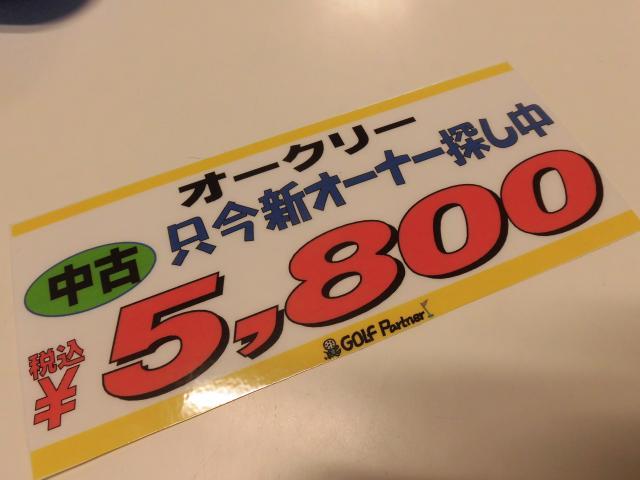 オークリー
只今新オーナー探し中
中古
税込
¥5,800
GOLF Partner